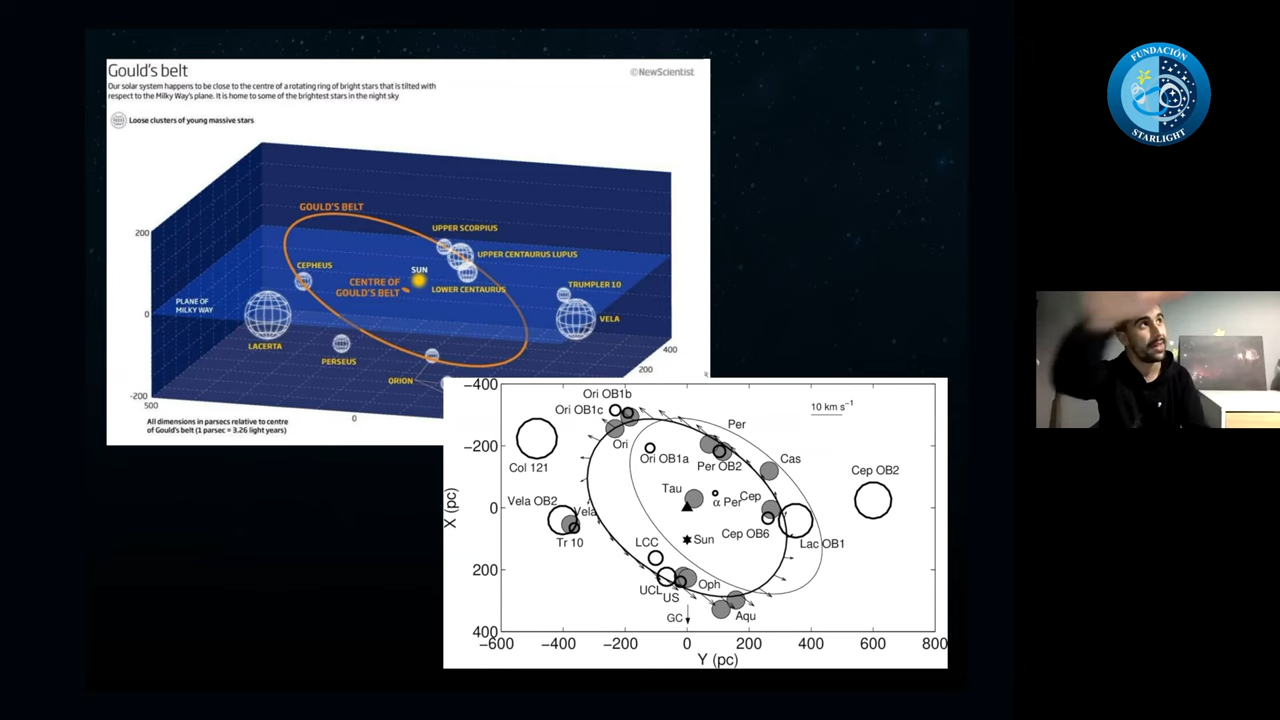 Gould's belt
©NewScientist
Our solar system happens to be close to the centre of a rotating ring of bright stars that is tilted with
respect to the Milky Way's plane. It is home to some of the brightest stars in the night sky
Loose clusters of young massive stars
200
0
-200
500
0
200
400
PLANE OF
MILKY WAY
GOULD'S BELT
CEPHEUS
LACERTA
PERSEUS
ORION
CENTRE OF
GOULD'S BELT
SUN
UPPER SCORPIUS
UPPER CENTAURUS LUPUS
LOWER CENTAURUS
TRUMPLER 10
VELA
All dimensions in parsecs relative to centre
of Gould's belt (1 parsec = 3.26 light years)
−400
−200
0
200
400
X (pc)
−600
−400
−200
0
200
400
600
800
Y (pc)
10 km s⁻¹
Ori OB1b
Ori OB1c
Ori
Ori OB1a
Per
Per OB2
Cas
Cep OB2
Col 121
Tau
α Per
Cep
Vela OB2
Vela
Tr 10
LCC
Sun
Cep OB6
Lac OB1
UCL
US
Oph
GC
Aqu
FUNDACIÓN
STARLIGHT